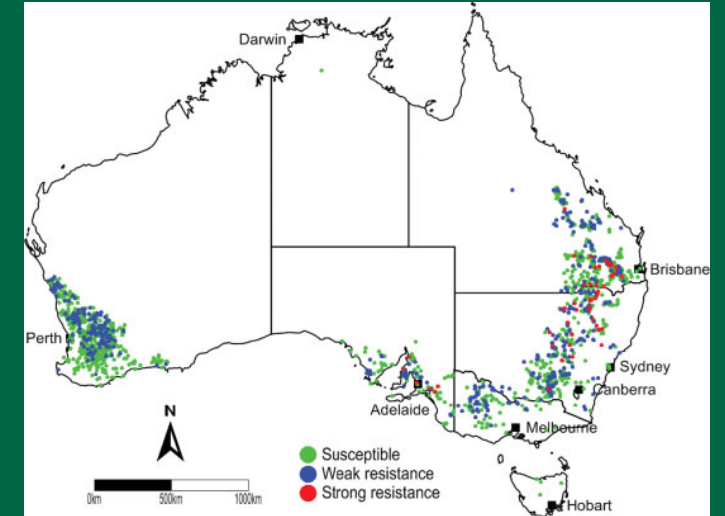 Darwin
Brisbane
Perth
Sydney
Canberra
Adelaide
Melbourne
N
Susceptible
Weak resistance
Strong resistance
0km 500km 1000km
Hobart